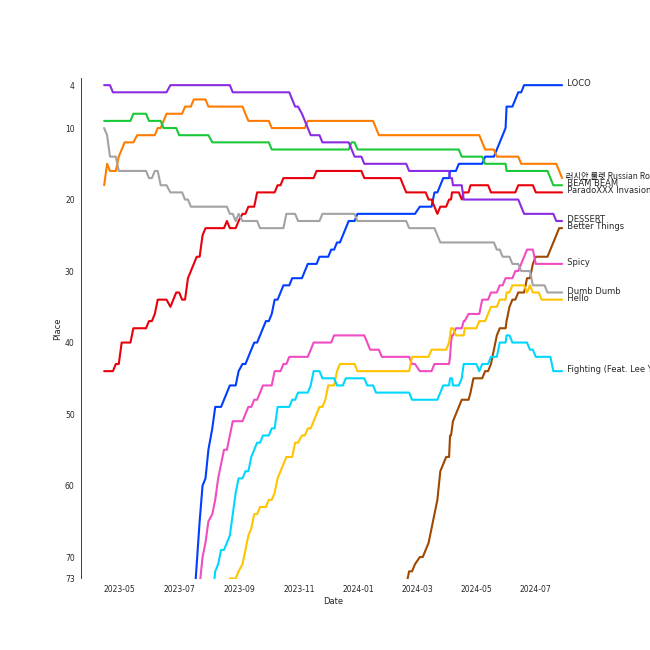 4
LOCO
10
러시안 룰렛 Russian Ro
BEAM BEAM
ParadoXXX Invasion
20
DESSERT
Better Things
30
Spicy
Dumb Dumb
Hello
40
Fighting (Feat. Lee Y
50
60
70
73
Place
2023-05 2023-07 2023-09 2023-11 2024-01 2024-03 2024-05 2024-07
Date